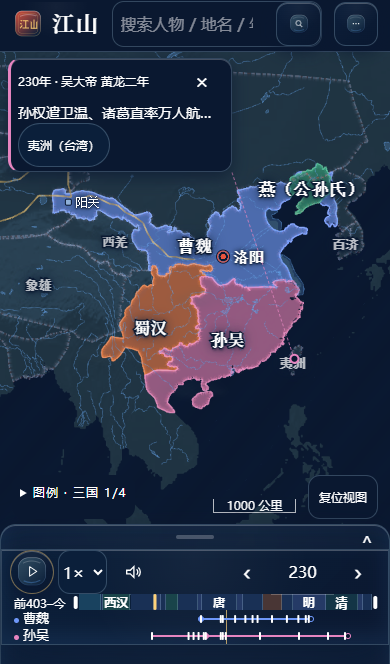 江山
江山
搜索人物 / 地名 /
230年 · 吴大帝 黄龙二年
×
孙权遣卫温、诸葛直率万人航...
夷洲（台湾）
燕（公孙氏）
阳关
西羌
曹魏
洛阳
百济
象雄
蜀汉
孙吴
夷洲
图例 · 三国 1/4
1000 公里
复位视图
1×
230
前403–今
西汉
唐
明
清
曹魏
孙吴